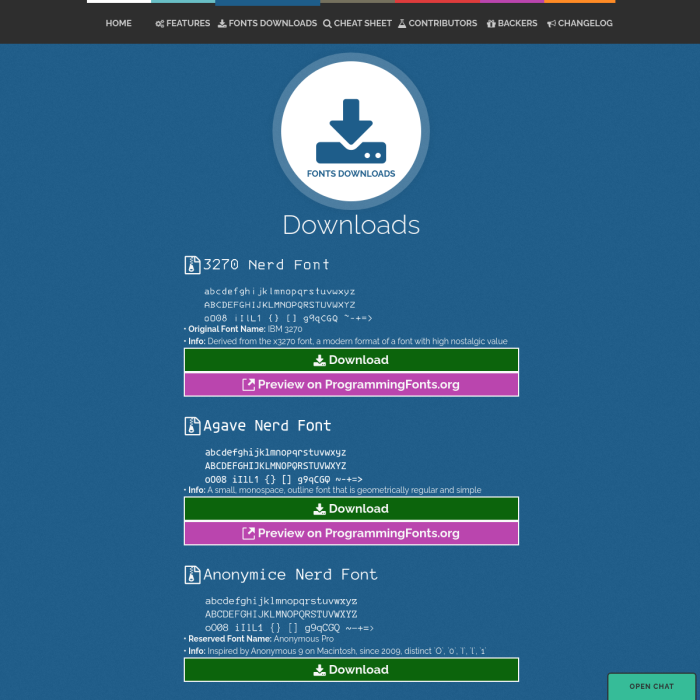 HOME FEATURES FONTS DOWNLOADS CHEAT SHEET CONTRIBUTORS BACKERS CHANGELOG
FONTS DOWNLOADS
Downloads
3270 Nerd Font
abcdefghijklmnopqrstuvwxyz
ABCDEFGHIJKLMNOPQRSTUVWXYZ
oO08 iIlL1 {} [] g9qCGQ ~-+=>
• Original Font Name: IBM 3270
• Info: Derived from the x3270 font, a modern format of a font with high nostalgic value
Download
Preview on ProgrammingFonts.org
Agave Nerd Font
abcdefghijklmnopqrstuvwxyz
ABCDEFGHIJKLMNOPQRSTUVWXYZ
oO08 iIlL1 {} [] g9qCGQ ~-+=>
• Info: A small, monospace, outline font that is geometrically regular and simple
Download
Preview on ProgrammingFonts.org
Anonymice Nerd Font
abcdefghijklmnopqrstuvwxyz
ABCDEFGHIJKLMNOPQRSTUVWXYZ
oO08 iIlL1 {} [] g9qCGQ ~-+=>
• Reserved Font Name: Anonymous Pro
• Info: Inspired by Anonymous 9 on Macintosh, since 2009, distinct `O`, `0`, `I`, `l`, `1`
Download
OPEN CHAT